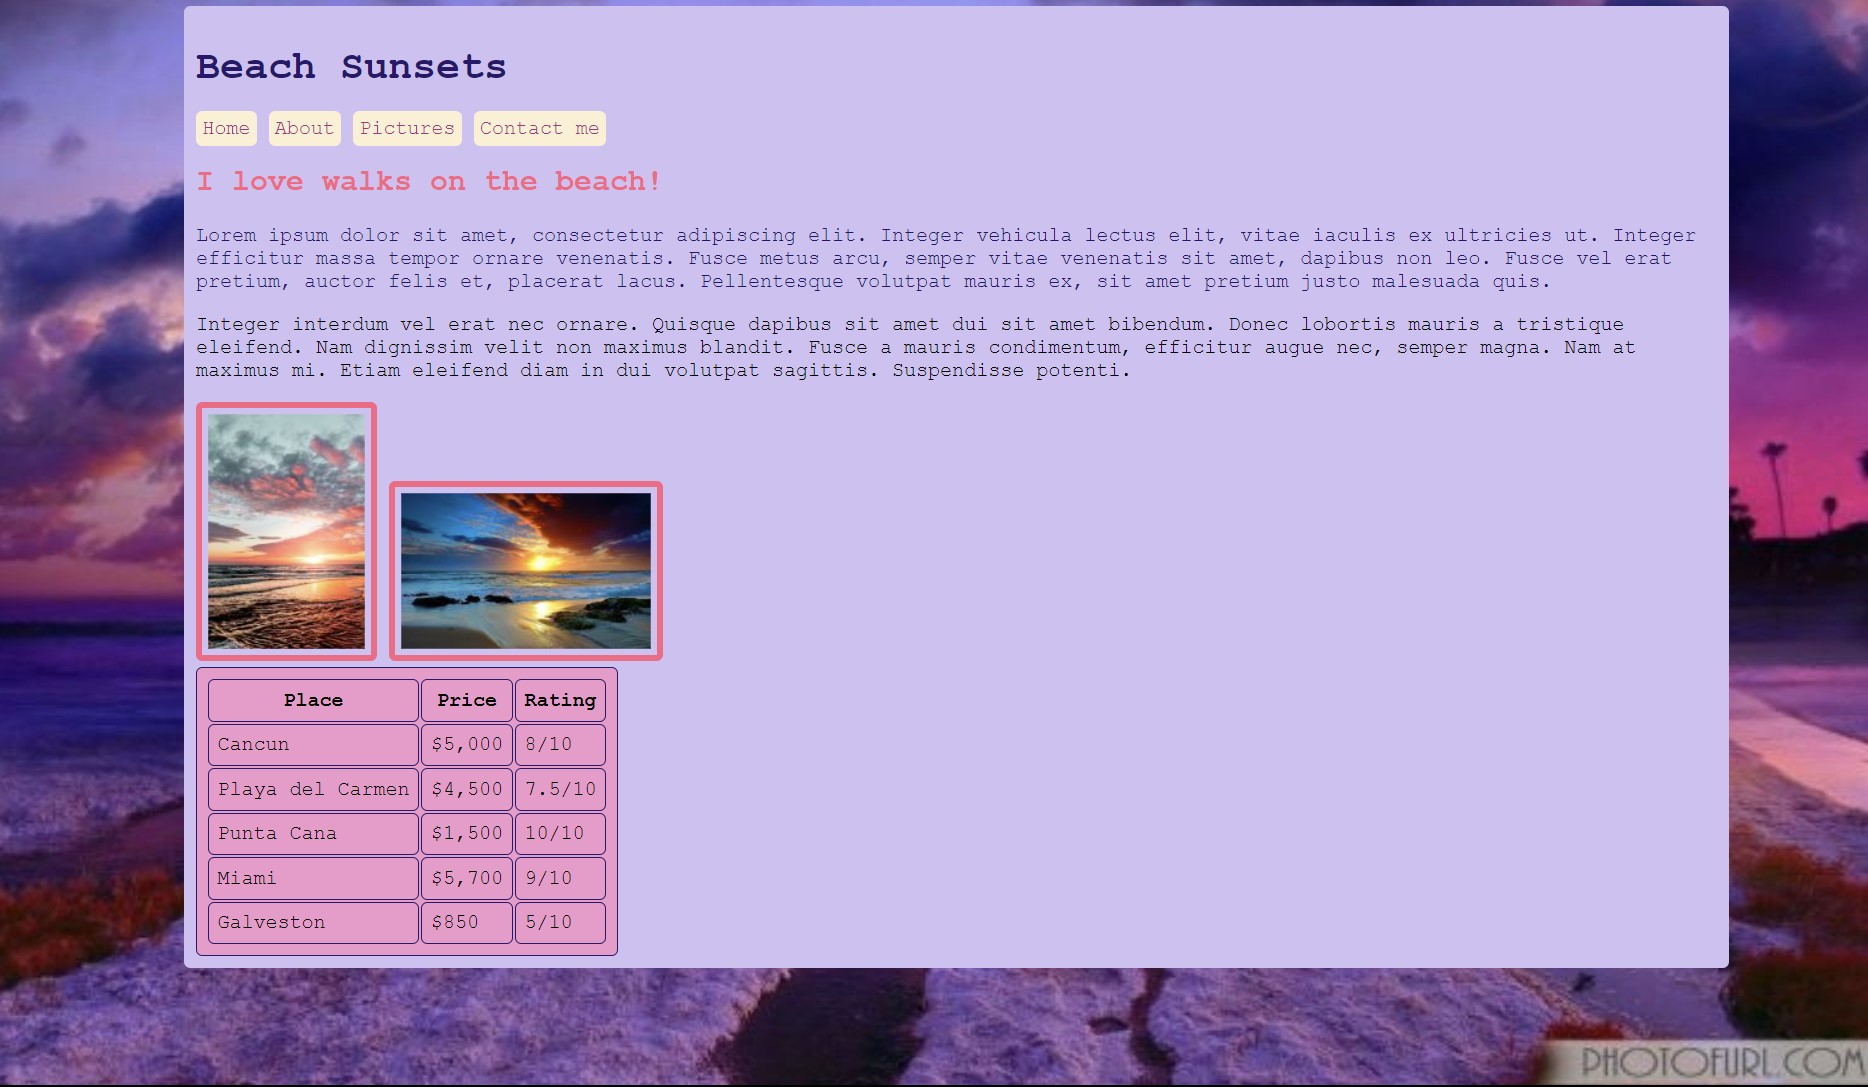 Beach Sunsets
Home About Pictures Contact me
I love walks on the beach!
Lorem ipsum dolor sit amet, consectetur adipiscing elit. Integer vehicula lectus elit, vitae iaculis ex ultricies ut. Integer
efficitur massa tempor ornare venenatis. Fusce metus arcu, semper vitae venenatis sit amet, dapibus non leo. Fusce vel erat
pretium, auctor felis et, placerat lacus. Pellentesque volutpat mauris ex, sit amet pretium justo malesuada quis.
Integer interdum vel erat nec ornare. Quisque dapibus sit amet dui sit amet bibendum. Donec lobortis mauris a tristique
eleifend. Nam dignissim velit non maximus blandit. Fusce a mauris condimentum, efficitur augue nec, semper magna. Nam at
maximus mi. Etiam eleifend diam in dui volutpat sagittis. Suspendisse potenti.
Place Price Rating
Cancun $5,000 8/10
Playa del Carmen $4,500 7.5/10
Punta Cana $1,500 10/10
Miami $5,700 9/10
Galveston $850 5/10
PHOTOFURL.COM